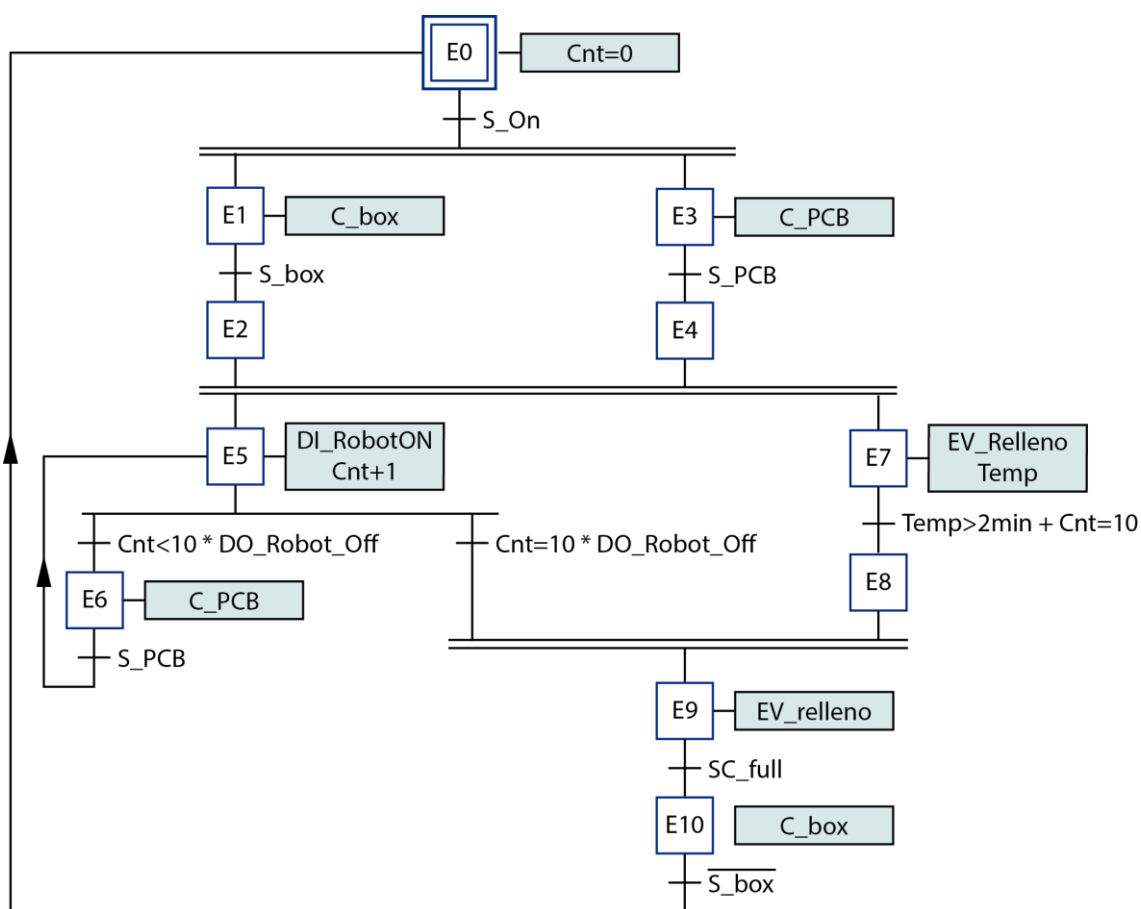 E0
Cnt=0
S_On
E1
C_box
E3
C_PCB
S_box
S_PCB
E2
E4
E5
DI_RobotON
Cnt+1
E7
EV_Relleno
Temp
Cnt<10 * DO_Robot_Off
Cnt=10 * DO_Robot_Off
Temp>2min + Cnt=10
E6
C_PCB
E8
S_PCB
E9
EV_relleno
SC_full
E10
C_box
S_box